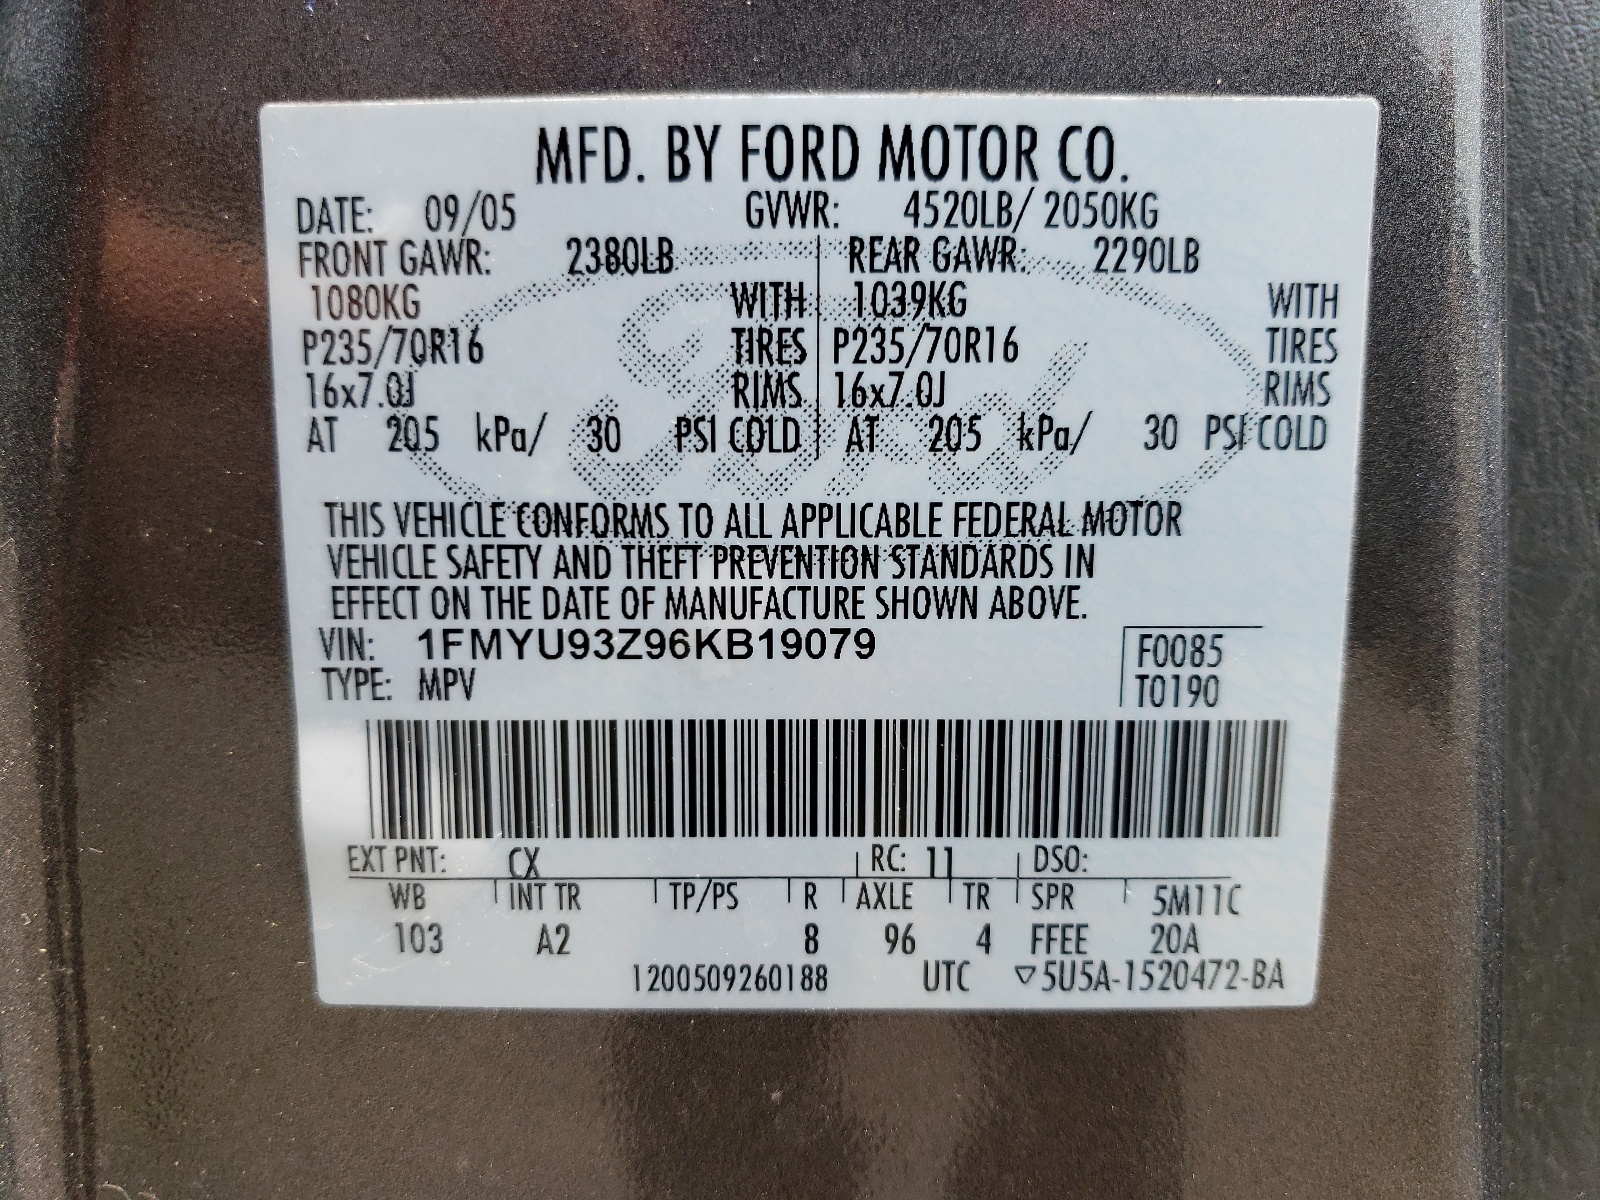 MFD. BY FORD MOTOR CO.
DATE: 09/05 GVWR: 4520LB/ 2050KG
FRONT GAWR: 2380LB REAR GAWR: 2290LB
1080KG WITH 1039KG WITH
P235/70R16 TIRES P235/70R16 TIRES
16x7.0J RIMS 16x7.0J RIMS
AT 205 kPa/ 30 PSI COLD AT 205 kPa/ 30 PSI COLD
Ford
THIS VEHICLE CONFORMS TO ALL APPLICABLE FEDERAL MOTOR
VEHICLE SAFETY AND THEFT PREVENTION STANDARDS IN
EFFECT ON THE DATE OF MANUFACTURE SHOWN ABOVE.
VIN: 1FMYU93Z96KB19079 F0085
TYPE: MPV T0190
EXT PNT: CX RC: 11 DSO:
WB INT TR TP/PS R AXLE TR SPR 5M11C
103 A2 8 96 4 FFEE 20A
1200509260188 UTC ▽5U5A-1520472-BA